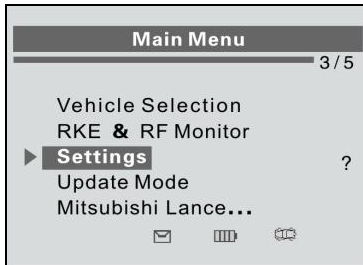 Main Menu
3/5
Vehicle Selection
RKE & RF Monitor
Settings
?
Update Mode
Mitsubishi Lance...